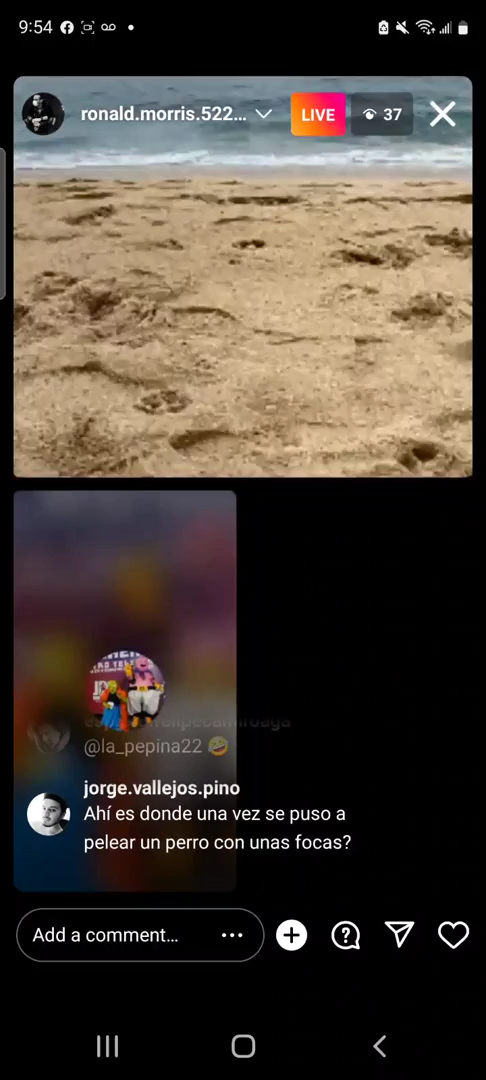 9:54
ronald.morris.522...
LIVE
37
@la_pepina22 🤣
jorge.vallejos.pino
Ahí es donde una vez se puso a
pelear un perro con unas focas?
Add a comment...